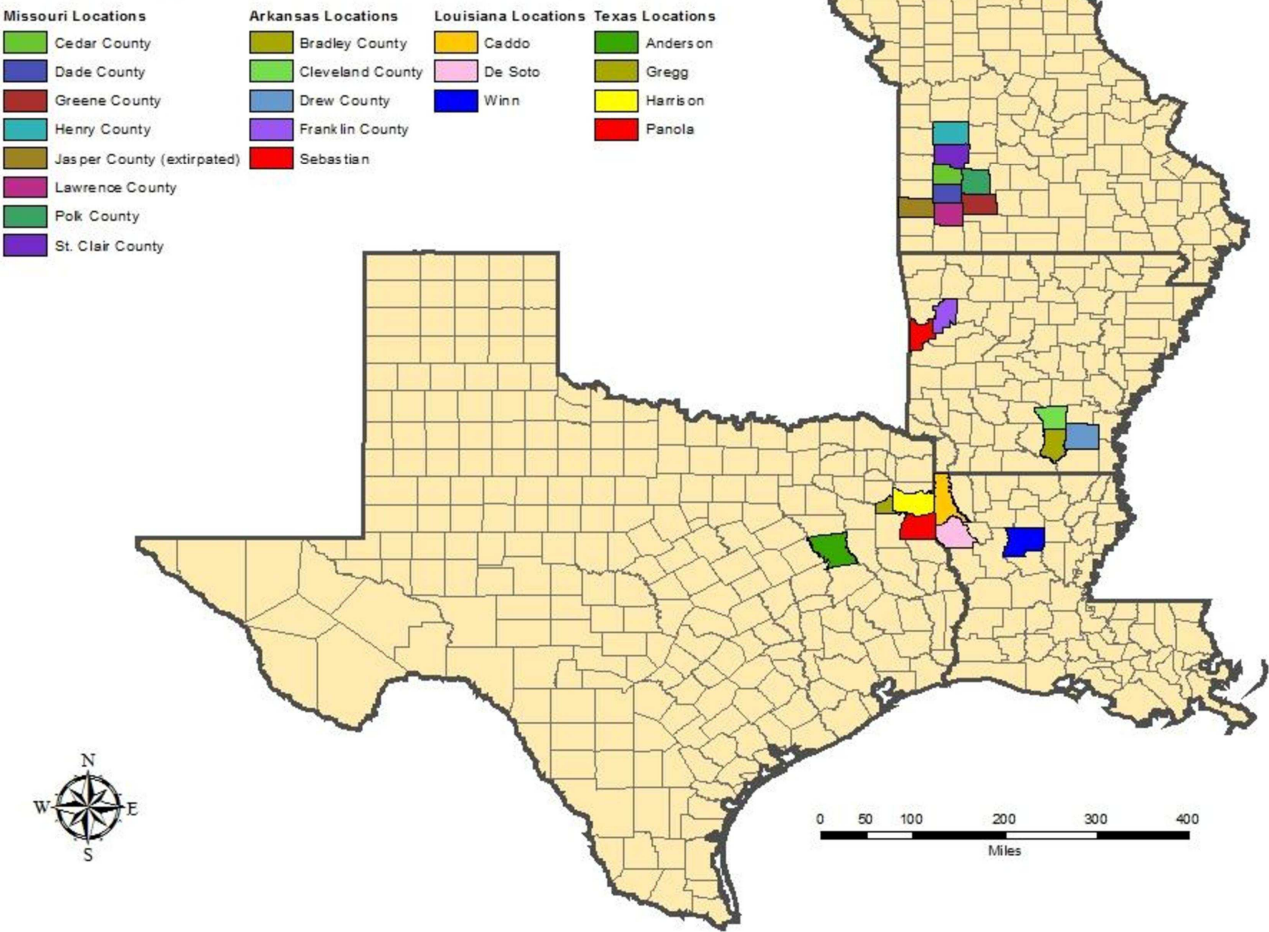 Missouri Locations
Cedar County
Dade County
Greene County
Henry County
Jasper County (extirpated)
Lawrence County
Polk County
St. Clair County
Arkansas Locations
Bradley County
Cleveland County
Drew County
Franklin County
Sebastian
Louisiana Locations
Caddo
De Soto
Winn
Texas Locations
Anderson
Gregg
Harrison
Panola
N
W E
S
0 50 100 200 300 400
Miles